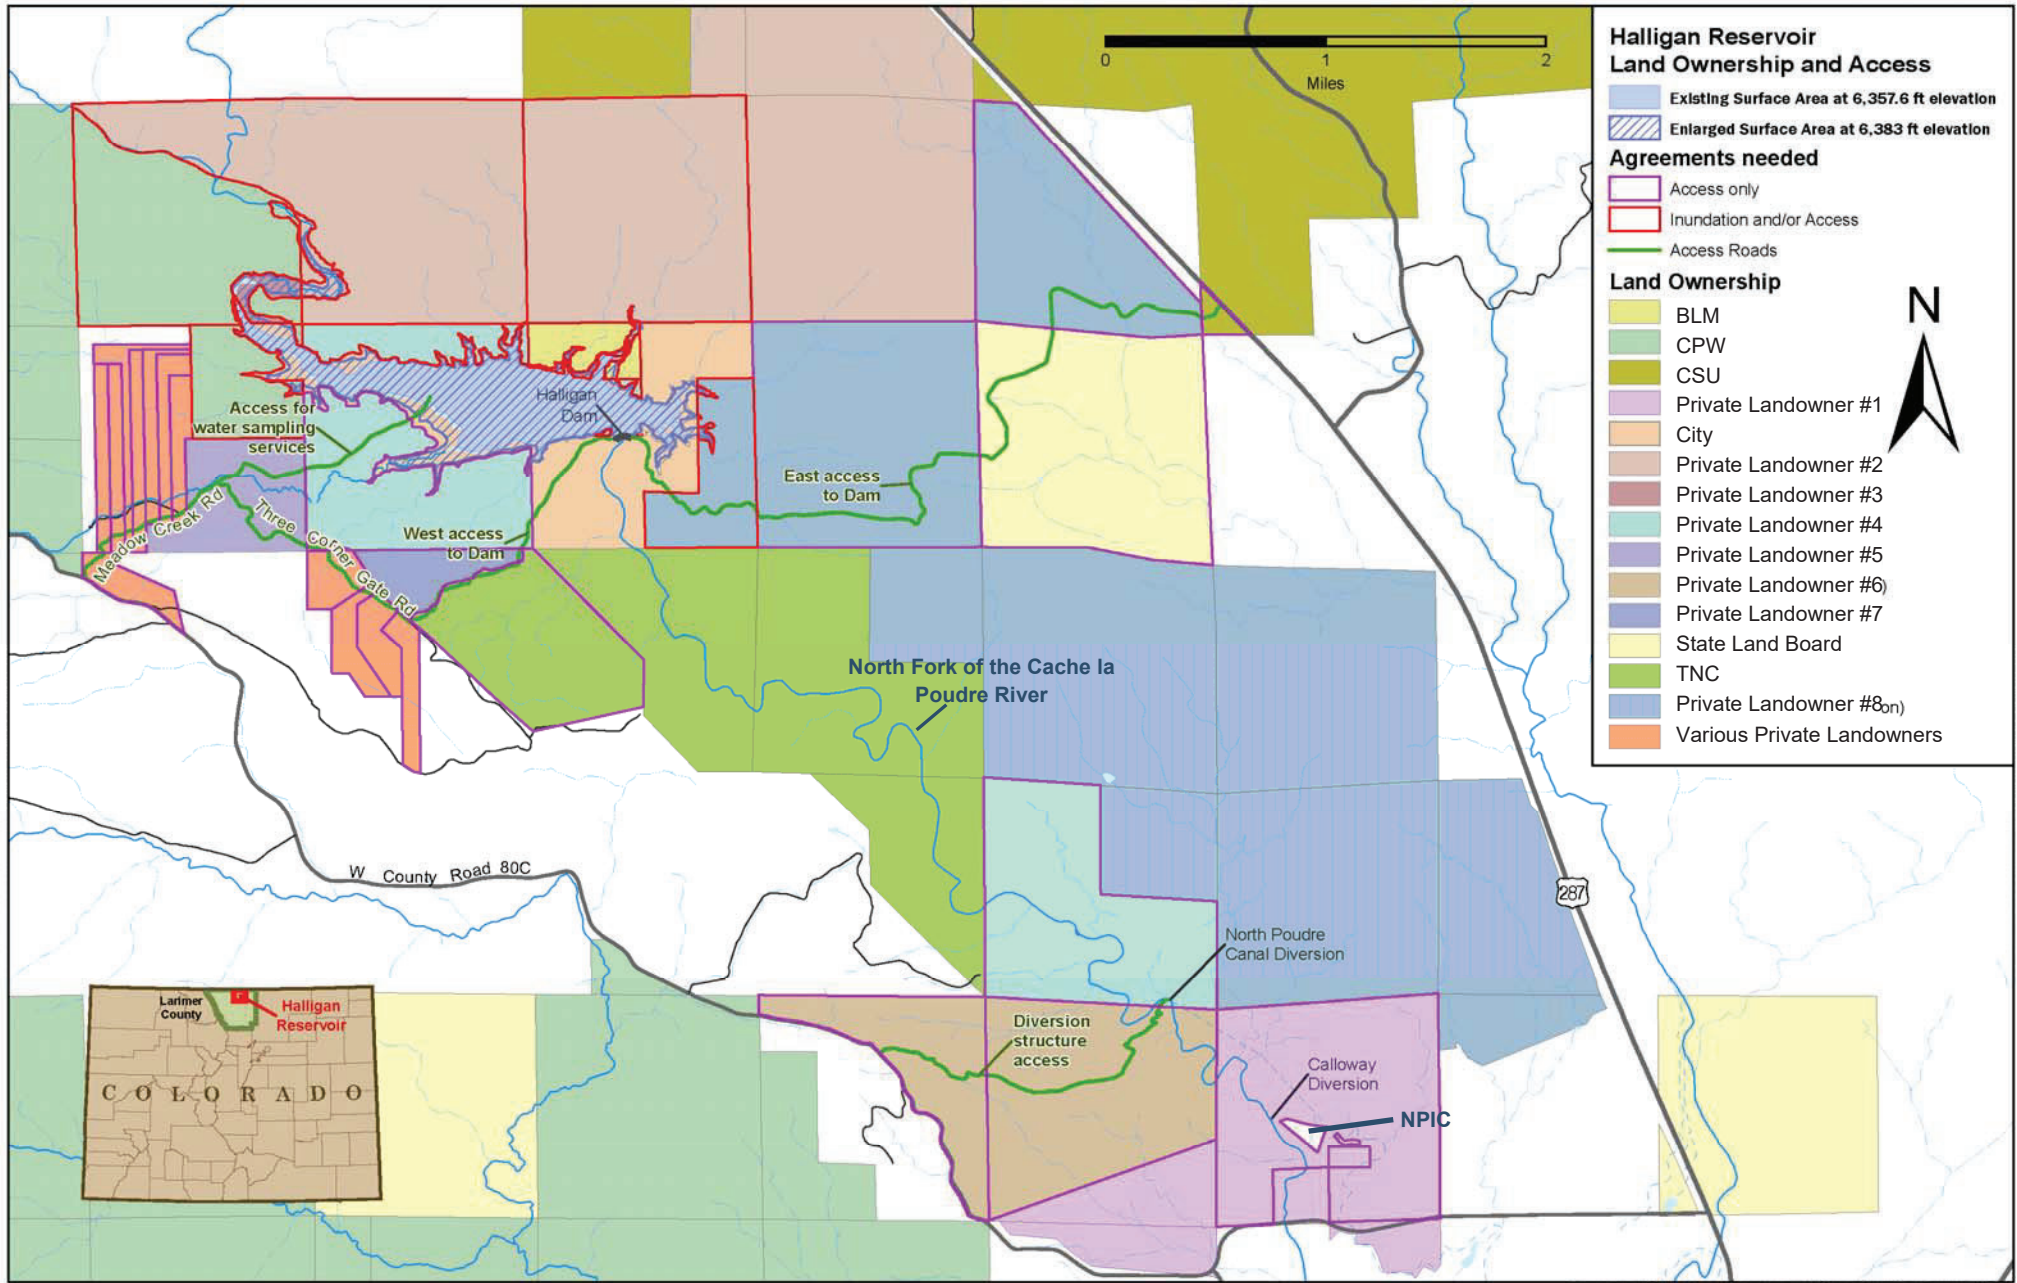 0
1
2
Miles
Halligan Reservoir
Land Ownership and Access
Existing Surface Area at 6,357.6 ft elevation
Enlarged Surface Area at 6,383 ft elevation
Agreements needed
Access only
Inundation and/or Access
Access Roads
Land Ownership
BLM
CPW
CSU
Private Landowner #1
City
Private Landowner #2
Private Landowner #3
Private Landowner #4
Private Landowner #5
Private Landowner #6)
Private Landowner #7
State Land Board
TNC
Private Landowner #8on)
Various Private Landowners
N
Halligan
Dam
Access for
water sampling
services
East access
to Dam
West access
to Dam
Meadow Creek Rd
Three Corner Gate Rd
North Fork of the Cache la
Poudre River
W County Road 80C
287
North Poudre
Canal Diversion
Diversion
structure
access
Calloway
Diversion
NPIC
Larimer
County
Halligan
Reservoir
COLORADO